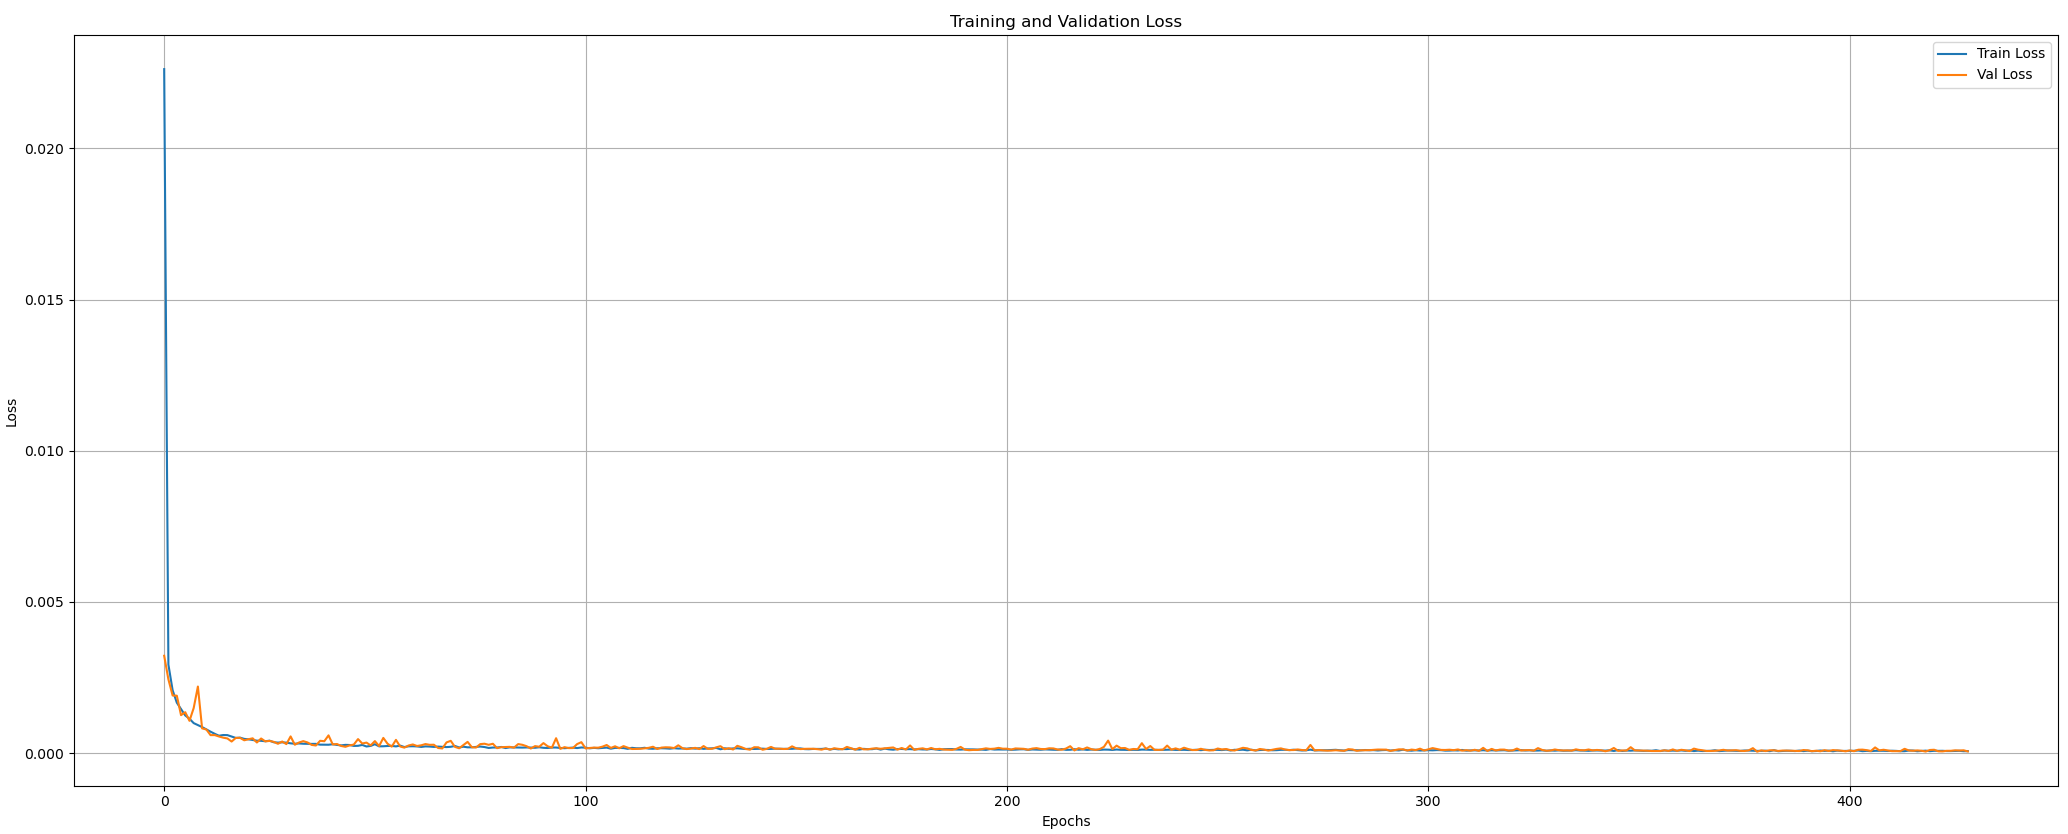 Training and Validation Loss
Train Loss
Val Loss
0.020
0.015
0.010
0.005
0.000
Loss
0 100 200 300 400
Epochs